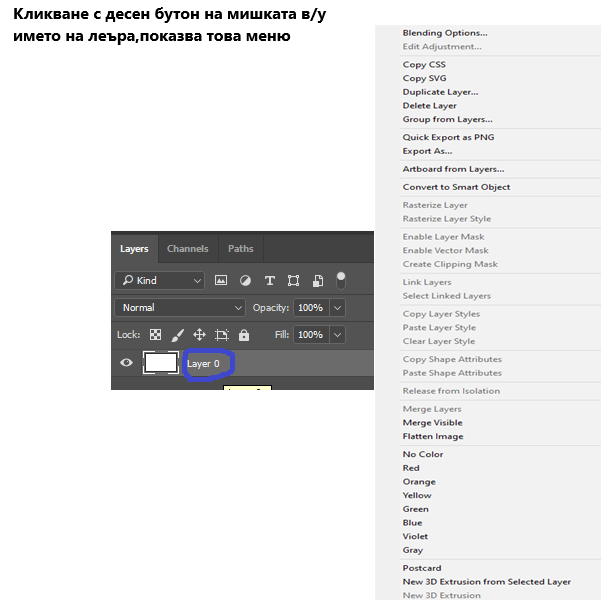 Кликване с десен бутон на мишката в/у
името на леъра,показва това меню
Blending Options...
Edit Adjustment...
Copy CSS
Copy SVG
Duplicate Layer...
Delete Layer
Group from Layers...
Quick Export as PNG
Export As...
Artboard from Layers...
Convert to Smart Object
Rasterize Layer
Rasterize Layer Style
Enable Layer Mask
Enable Vector Mask
Create Clipping Mask
Link Layers
Select Linked Layers
Copy Layer Styles
Paste Layer Style
Clear Layer Style
Copy Shape Attributes
Paste Shape Attributes
Release from Isolation
Merge Layers
Merge Visible
Flatten Image
No Color
Red
Orange
Yellow
Green
Blue
Violet
Gray
Postcard
New 3D Extrusion from Selected Layer
New 3D Extrusion
Layers Channels Paths
Kind
Normal Opacity: 100%
Lock: Fill: 100%
Layer 0